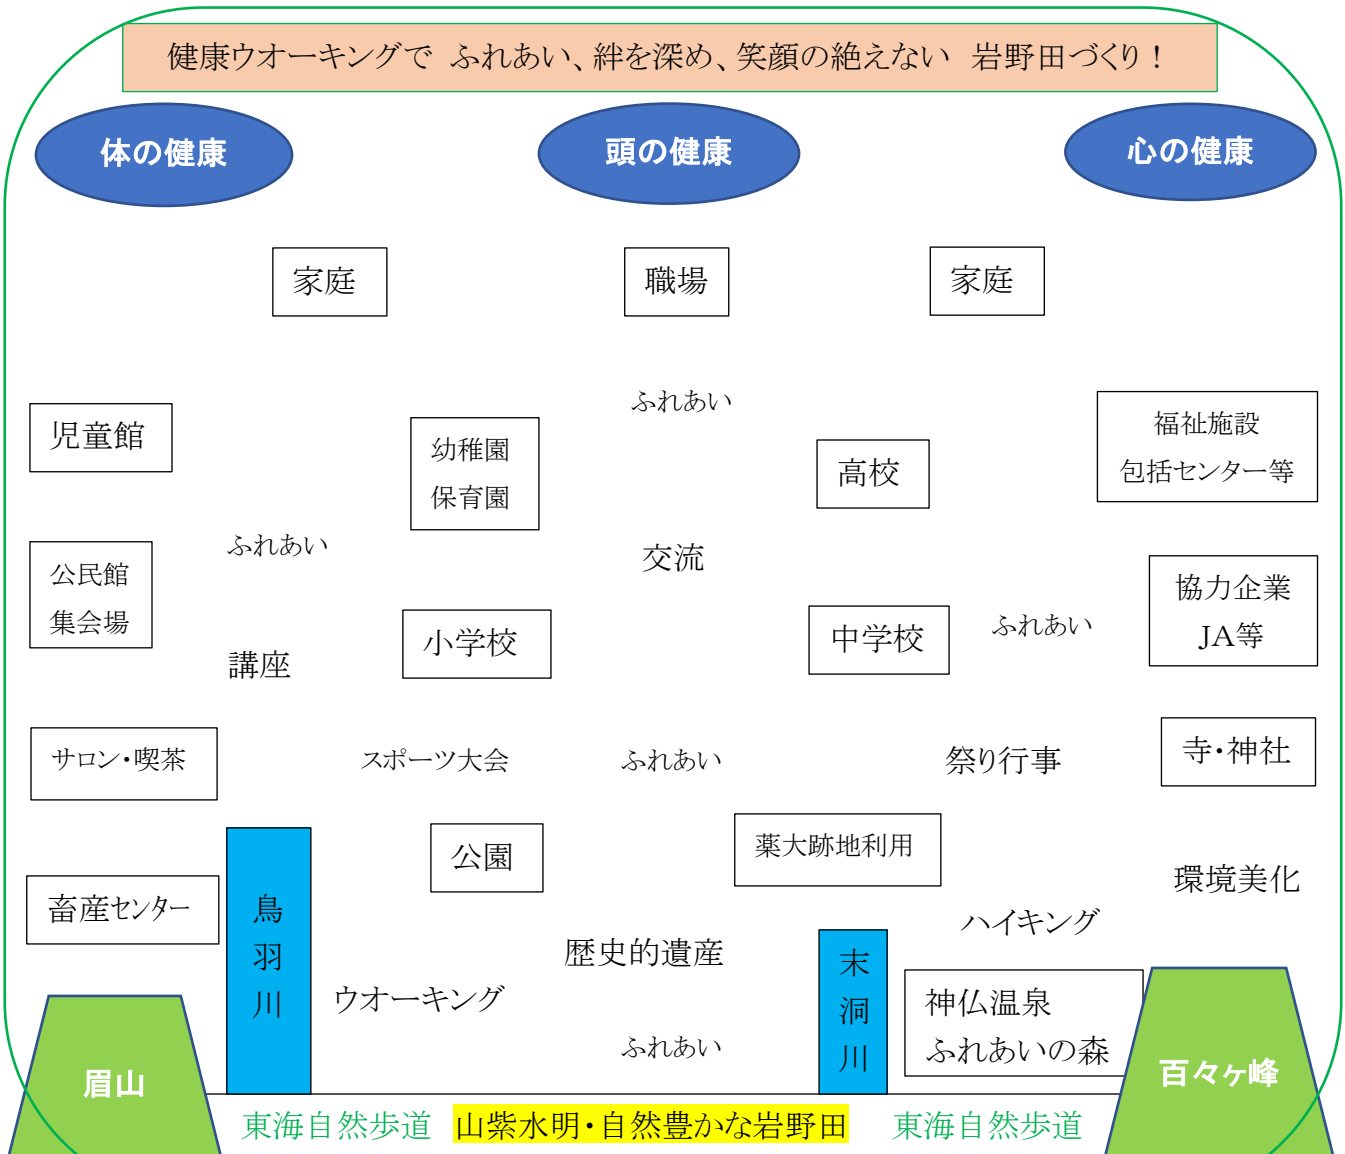 健康ウオーキングで ふれあい、絆を深め、笑顔の絶えない 岩野田づくり！
体の健康
頭の健康
心の健康
家庭
職場
家庭
ふれあい
児童館
幼稚園
保育園
高校
福祉施設
包括センター等
ふれあい
交流
公民館
集会場
協力企業
JA等
小学校
中学校
ふれあい
講座
サロン・喫茶
スポーツ大会
ふれあい
祭り行事
寺・神社
公園
薬大跡地利用
環境美化
畜産センター
鳥羽川
ハイキング
歴史的遺産
末洞川
ウオーキング
神仏温泉
ふれあいの森
ふれあい
眉山
百々ヶ峰
東海自然歩道
山紫水明・自然豊かな岩野田
東海自然歩道